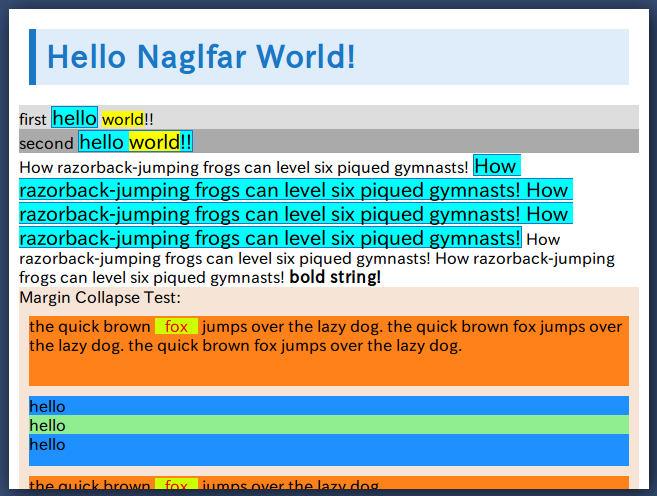 Hello Naglfar World!
first hello world!!
second hello world!!
How razorback-jumping frogs can level six piqued gymnasts! How
razorback-jumping frogs can level six piqued gymnasts! How
razorback-jumping frogs can level six piqued gymnasts! How
razorback-jumping frogs can level six piqued gymnasts! How
razorback-jumping frogs can level six piqued gymnasts! How razorback-jumping
frogs can level six piqued gymnasts! bold string!
Margin Collapse Test:
the quick brown fox jumps over the lazy dog. the quick brown fox jumps over
the lazy dog. the quick brown fox jumps over the lazy dog.
hello
hello
hello
the quick brown fox jumps over the lazy dog.